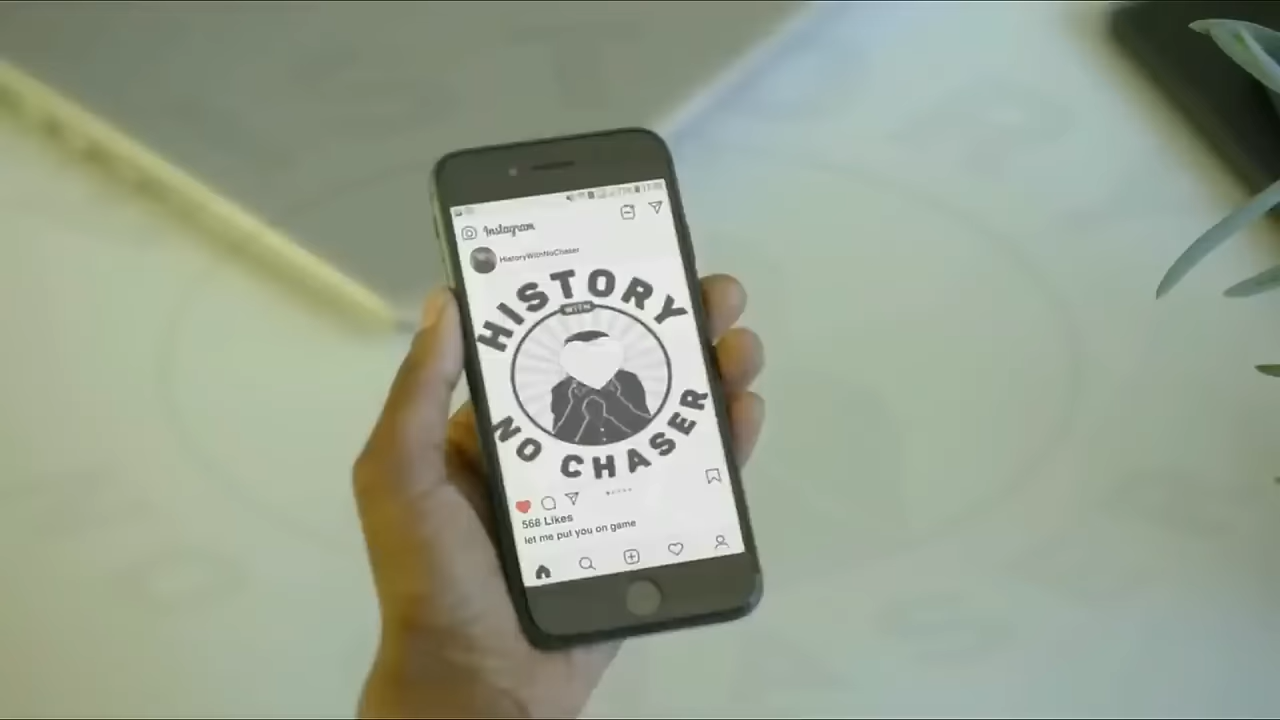 Instagram
HistoryWithNoChaser
HISTORY
WITH
NO CHASER
568 Likes
let me put you on game